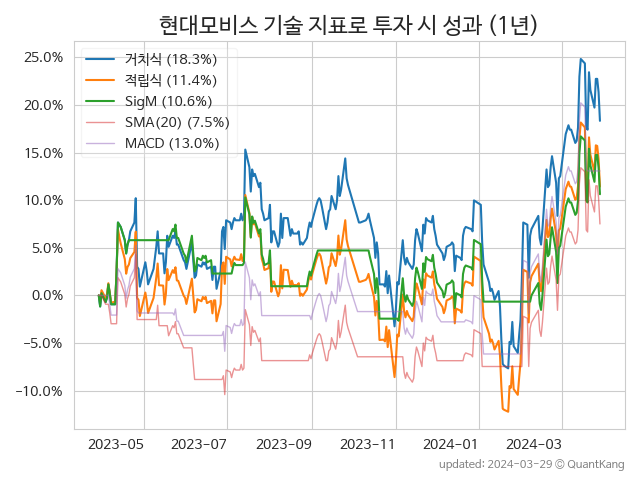 현대모비스 기술 지표로 투자 시 성과 (1년)
25.0%
20.0%
15.0%
10.0%
5.0%
0.0%
−5.0%
−10.0%
거치식 (18.3%)
적립식 (11.4%)
SigM (10.6%)
SMA(20) (7.5%)
MACD (13.0%)
2023-05 2023-07 2023-09 2023-11 2024-01 2024-03
updated: 2024-03-29 © QuantKang